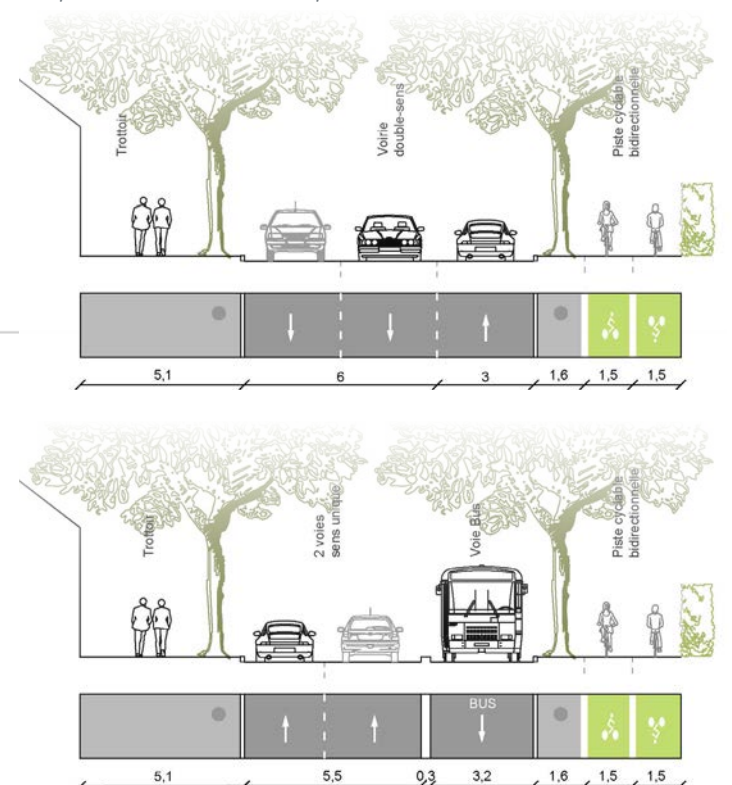 Trottoir
Voirie
double-sens
Piste cyclable
bidirectionnelle
5,1
6
3
1,6
1,5
1,5
Trottoir
2 voies
sens unique
Voie Bus
Piste cyclable
bidirectionnelle
BUS
5,1
5,5
0,3
3,2
1,6
1,5
1,5